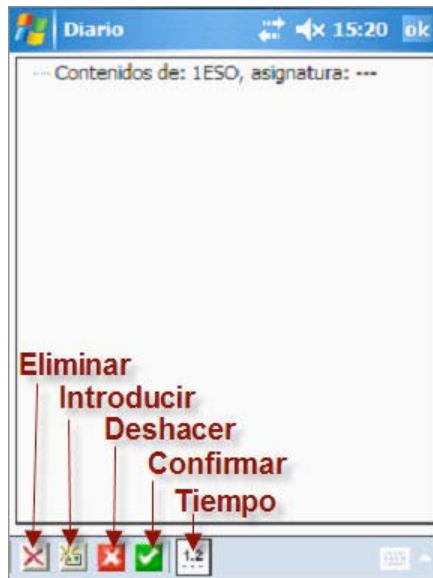 Diario 15:20 ok
Contenidos de: 1ESO, asignatura: ---
Eliminar
Introducir
Deshacer
Confirmar
Tiempo
1.2